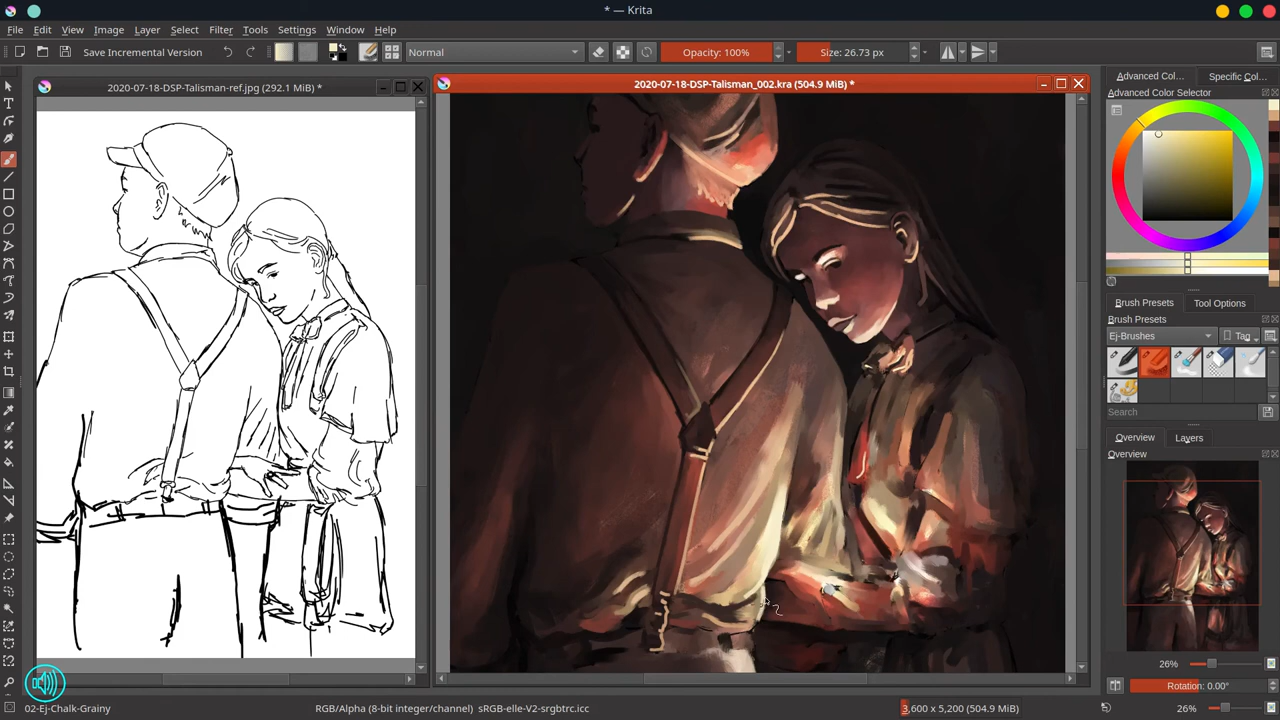 * — Krita
File Edit View Image Layer Select Filter Tools Settings Window Help
Save Incremental Version Normal Opacity: 100% Size: 26.73 px
2020-07-18-DSP-Talisman-ref.jpg (292.1 MiB) *
2020-07-18-DSP-Talisman_002.kra (504.9 MiB) *
Advanced Col... Specific Co...
Advanced Color Selector
Brush Presets Tool Options
Brush Presets
Ej-Brushes Tag
Search
Overview Layers
Overview
26%
Rotation: 0.00°
02-Ej-Chalk-Grainy RGB/Alpha (8-bit integer/channel) sRGB-elle-V2-srgbtrc.icc 3,600 x 5,200 (504.9 MiB) 26%